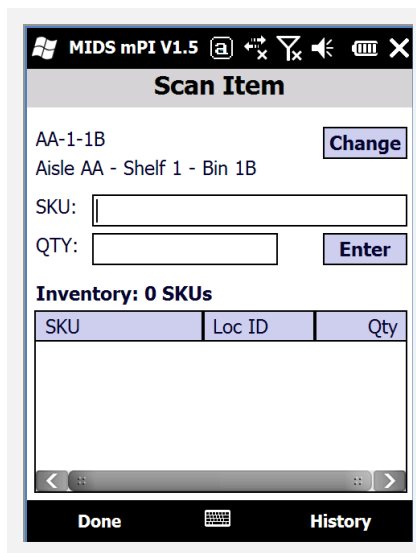 MIDS mPI V1.5 a
Scan Item
AA-1-1B
Change
Aisle AA - Shelf 1 - Bin 1B
SKU:
QTY:
Enter
Inventory: 0 SKUs
SKU Loc ID Qty
Done History